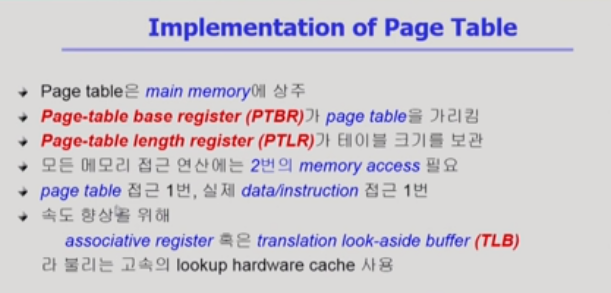 Implementation of Page Table
Page table은 main memory에 상주
Page-table base register (PTBR)가 page table을 가리킴
Page-table length register (PTLR)가 테이블 크기를 보관
모든 메모리 접근 연산에는 2번의 memory access 필요
page table 접근 1번, 실제 data/instruction 접근 1번
속도 향상을 위해
associative register 혹은 translation look-aside buffer (TLB)
라 불리는 고속의 lookup hardware cache 사용